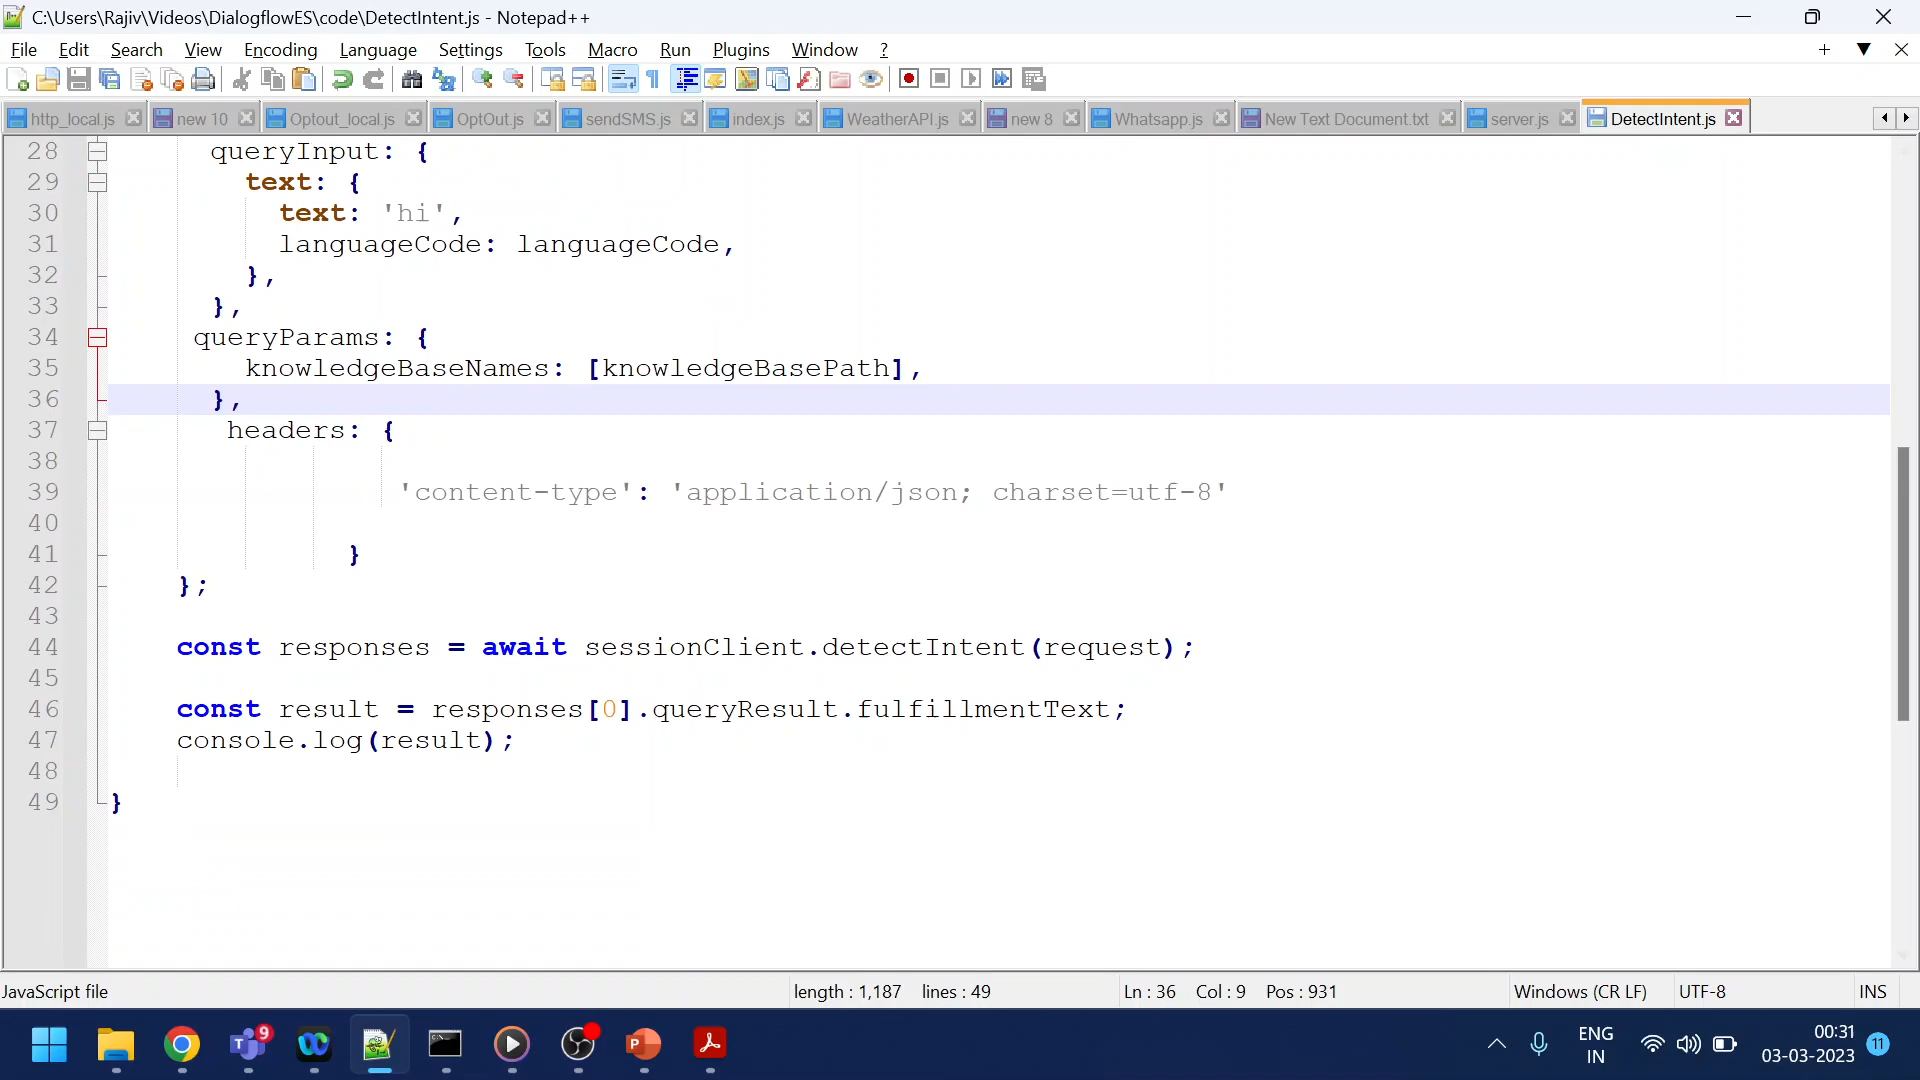 C:\Users\Rajiv\Videos\DialogflowES\code\DetectIntent.js - Notepad++
File Edit Search View Encoding Language Settings Tools Macro Run Plugins Window ?
http_local.js new 10 Optout_local.js OptOut.js sendSMS.js index.js WeatherAPI.js new 8 Whatsapp.js New Text Document.txt server.js DetectIntent.js
28 queryInput: {
29 text: {
30 text: 'hi',
31 languageCode: languageCode,
32 },
33 },
34 queryParams: {
35 knowledgeBaseNames: [knowledgeBasePath],
36 },
37 headers: {
38
39 'content-type': 'application/json; charset=utf-8'
40
41 }
42 };
43
44 const responses = await sessionClient.detectIntent(request);
45
46 const result = responses[0].queryResult.fulfillmentText;
47 console.log(result);
48
49 }
JavaScript file length : 1,187 lines : 49 Ln : 36 Col : 9 Pos : 931 Windows (CR LF) UTF-8 INS
9
P
ENG
IN
00:31
03-03-2023
11